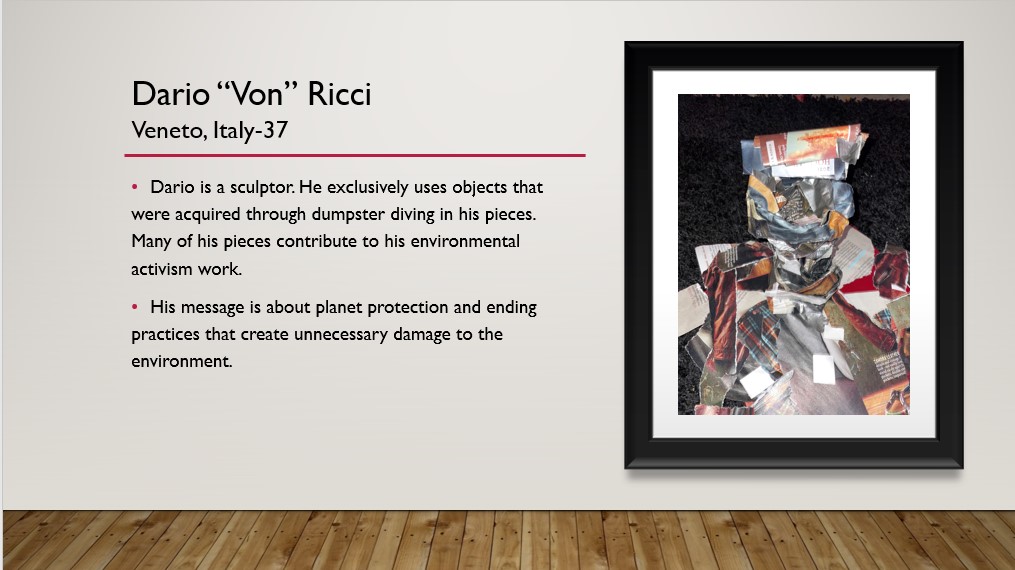 Dario “Von” Ricci
Veneto, Italy-37
• Dario is a sculptor. He exclusively uses objects that
were acquired through dumpster diving in his pieces.
Many of his pieces contribute to his environmental
activism work.
• His message is about planet protection and ending
practices that create unnecessary damage to the
environment.